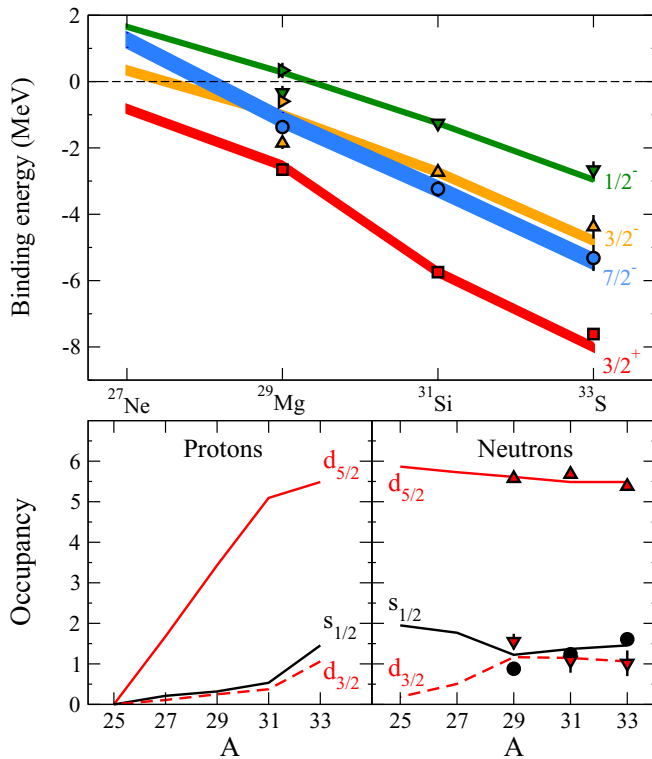 Binding energy (MeV)
2
0
-2
-4
-6
-8
1/2⁻
3/2⁻
7/2⁻
3/2⁺
²⁷Ne
²⁹Mg
³¹Si
³³S
Occupancy
6
5
4
3
2
1
0
Protons
d5/2
s1/2
d3/2
25
27
29
31
33
A
Neutrons
d5/2
s1/2
d3/2
25
27
29
31
33
A